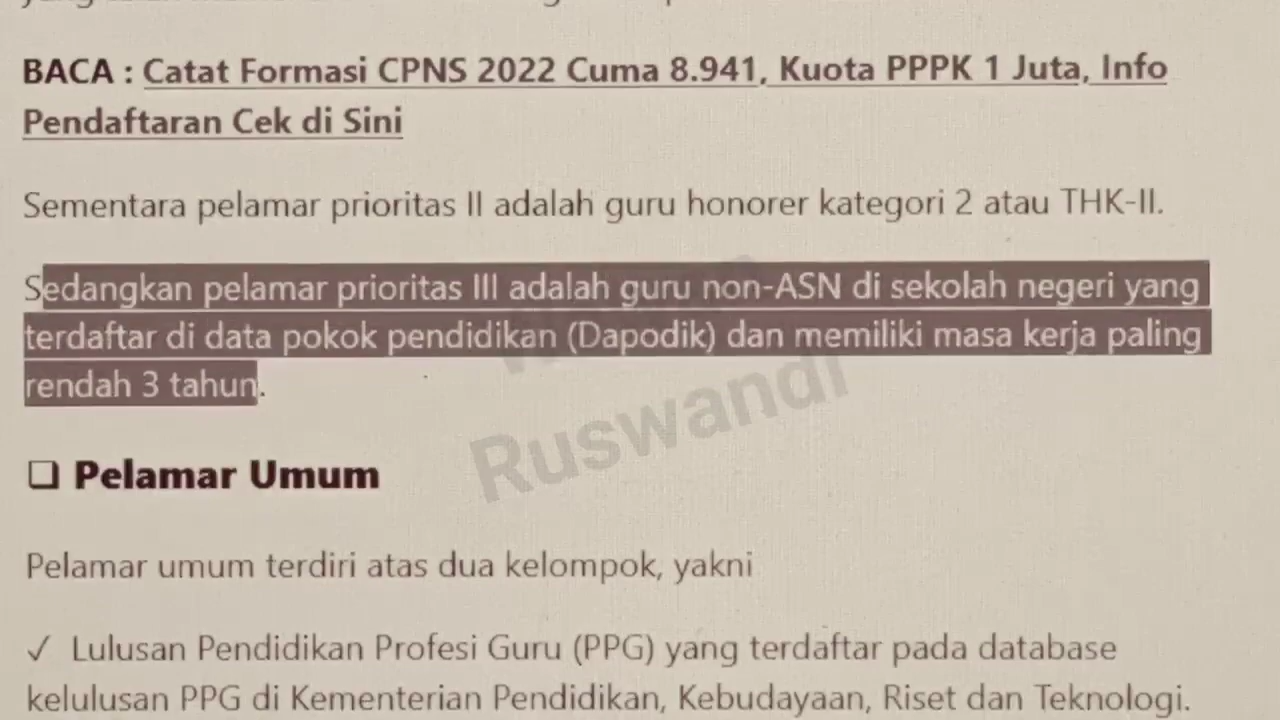 BACA : Catat Formasi CPNS 2022 Cuma 8.941, Kuota PPPK 1 Juta, Info
Pendaftaran Cek di Sini
Sementara pelamar prioritas II adalah guru honorer kategori 2 atau THK-II.
Sedangkan pelamar prioritas III adalah guru non-ASN di sekolah negeri yang
terdaftar di data pokok pendidikan (Dapodik) dan memiliki masa kerja paling
rendah 3 tahun.
Ruswandi
❑ Pelamar Umum
Pelamar umum terdiri atas dua kelompok, yakni
✓ Lulusan Pendidikan Profesi Guru (PPG) yang terdaftar pada database
kelulusan PPG di Kementerian Pendidikan, Kebudayaan, Riset dan Teknologi.